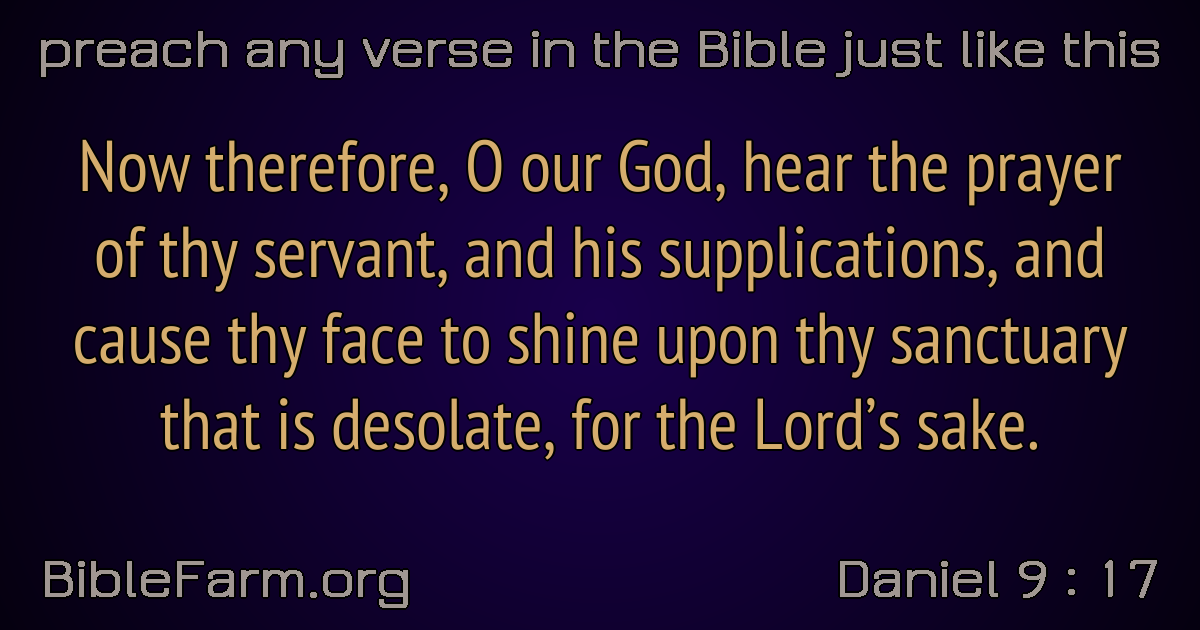 preach any verse in the Bible just like this
Now therefore, O our God, hear the prayer
of thy servant, and his supplications, and
cause thy face to shine upon thy sanctuary
that is desolate, for the Lord’s sake.
BibleFarm.org
Daniel 9 : 17